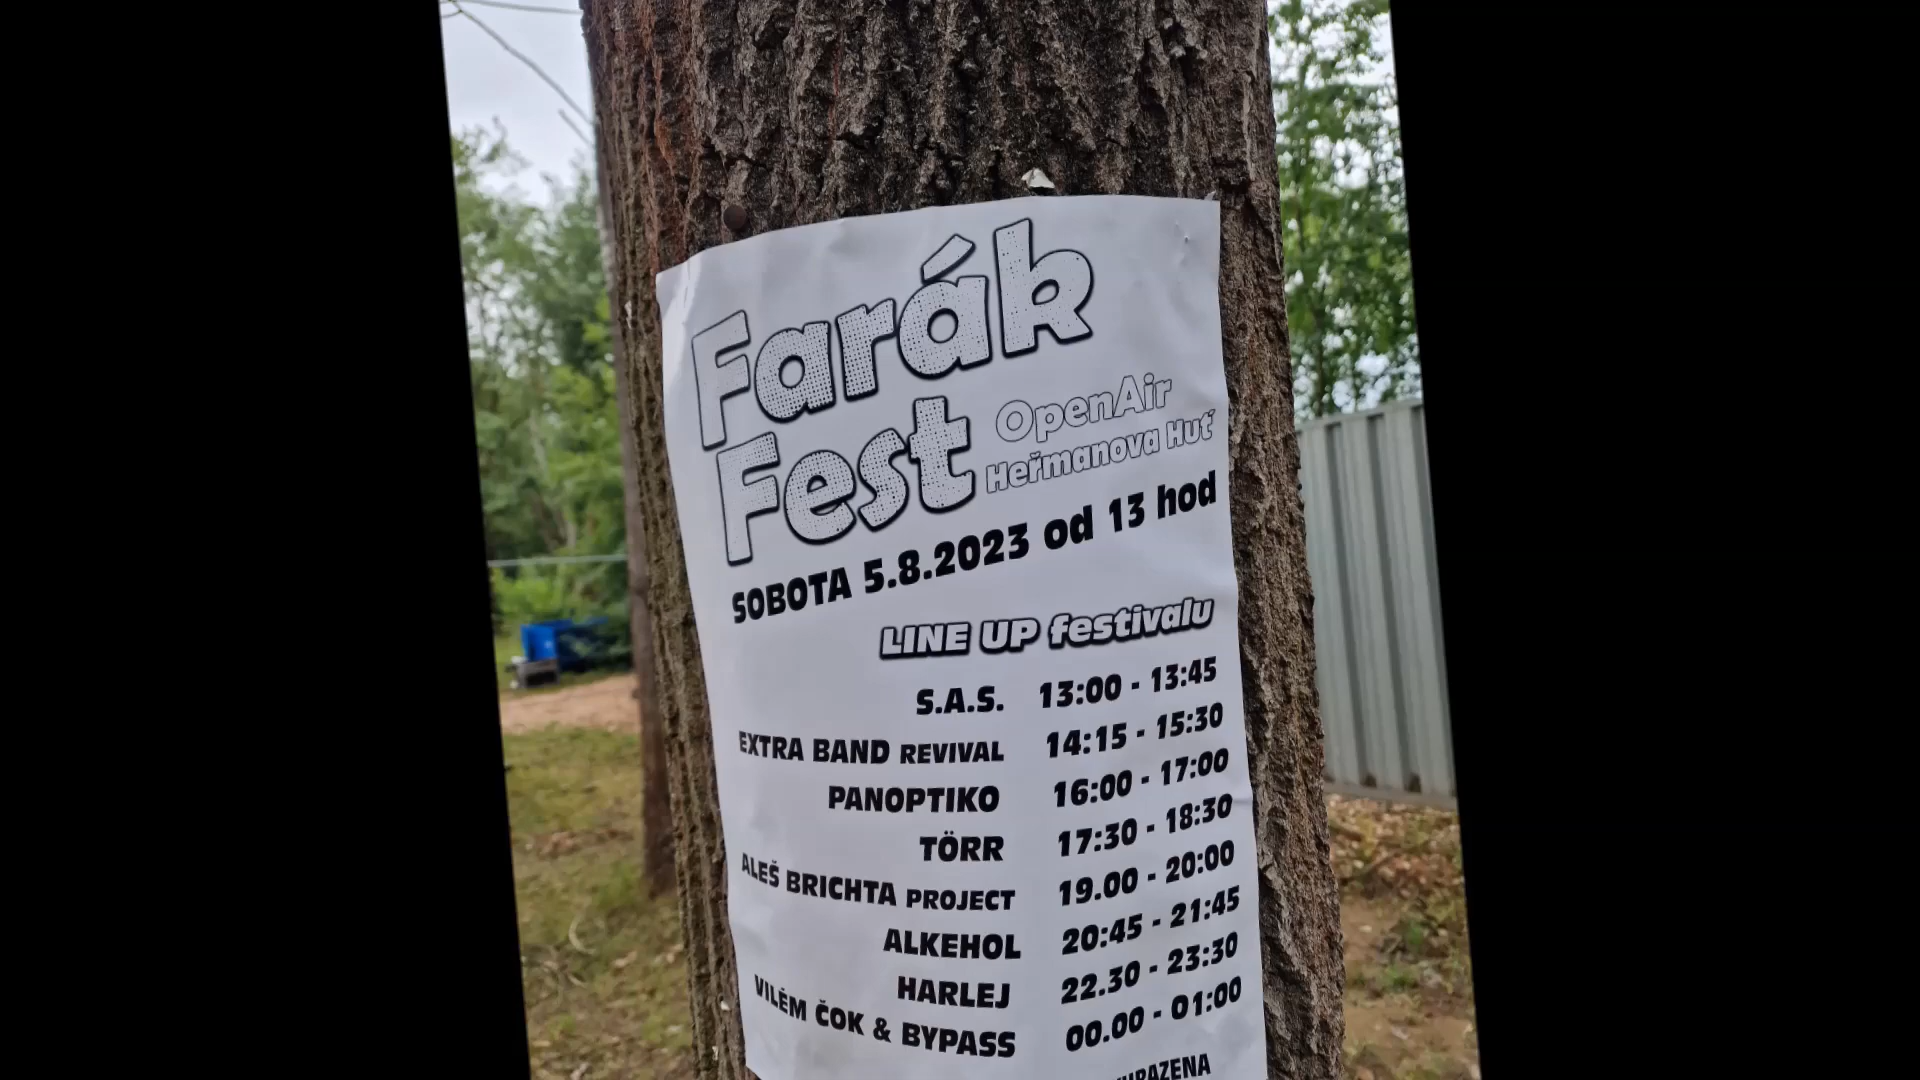 Farák
Fest
OpenAir
Heřmanova Huť
SOBOTA 5.8.2023 od 13 hod
LINE UP festivalu
S.A.S. 13:00 - 13:45
EXTRA BAND REVIVAL 14:15 - 15:30
PANOPTIKO 16:00 - 17:00
TÖRR 17:30 - 18:30
ALEŠ BRICHTA PROJECT 19.00 - 20:00
ALKEHOL 20:45 - 21:45
HARLEJ 22.30 - 23:30
VILÉM ČOK & BYPASS 00.00 - 01:00